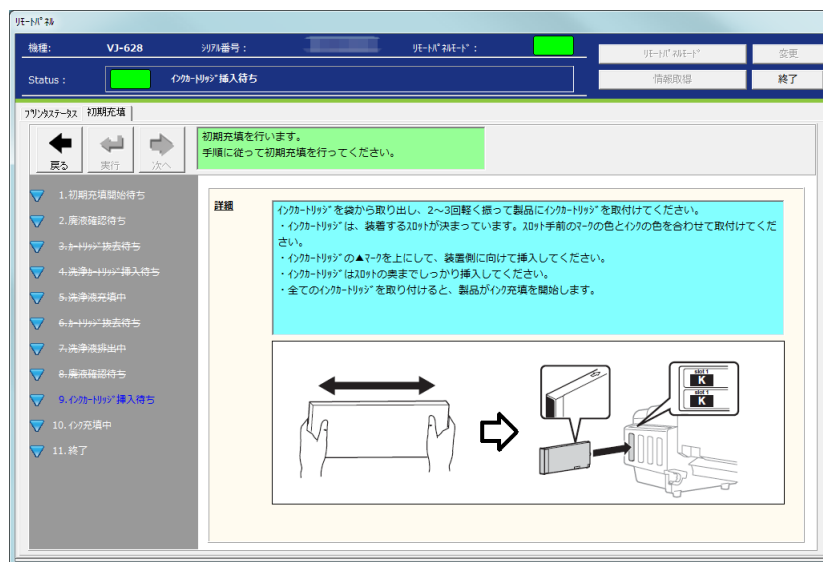 ﾘﾓｰﾄﾊﾟﾈﾙ
機種: VJ-628 ｼﾘｱﾙ番号： ﾘﾓｰﾄﾊﾟﾈﾙﾓｰﾄﾞ：
ﾘﾓｰﾄﾊﾟﾈﾙﾓｰﾄﾞ 変更
Status： ｲﾝｸｶｰﾄﾘｯｼﾞ挿入待ち
情報取得 終了
ﾌﾟﾘﾝﾀｽﾃｰﾀｽ 初期充填
戻る 実行 次へ
初期充填を行います。
手順に従って初期充填を行ってください。
1.初期充填開始待ち
2.廃液確認待ち
3.ｶｰﾄﾘｯｼﾞ抜去待ち
4.洗浄ｶｰﾄﾘｯｼﾞ挿入待ち
5.洗浄液充填中
6.ｶｰﾄﾘｯｼﾞ抜去待ち
7.洗浄液排出中
8.廃液確認待ち
9.ｲﾝｸｶｰﾄﾘｯｼﾞ挿入待ち
10.ｲﾝｸ充填中
11.終了
詳細
ｲﾝｸｶｰﾄﾘｯｼﾞを袋から取り出し、2～3回軽く振って製品にｲﾝｸｶｰﾄﾘｯｼﾞを取付けてください。
・ｲﾝｸｶｰﾄﾘｯｼﾞは、装着するｽﾛｯﾄが決まっています。ｽﾛｯﾄ手前のﾏｰｸの色とｲﾝｸの色を合わせて取付けてくだ
さい。
・ｲﾝｸｶｰﾄﾘｯｼﾞの▲ﾏｰｸを上にして、装置側に向けて挿入してください。
・ｲﾝｸｶｰﾄﾘｯｼﾞはｽﾛｯﾄの奥までしっかり挿入してください。
・全てのｲﾝｸｶｰﾄﾘｯｼﾞを取り付けると、製品がｲﾝｸ充填を開始します。
slot 1
K
slot 1
K